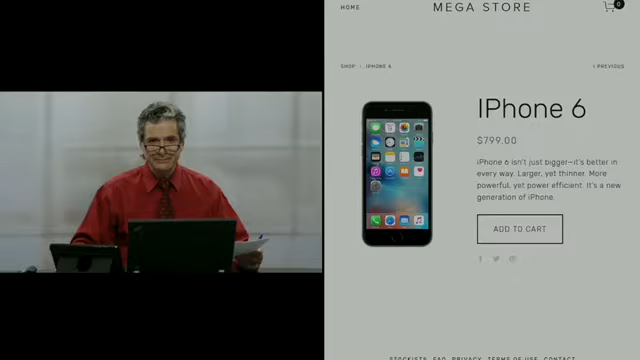 HOME
MEGA STORE
0
SHOP › IPHONE 6
‹ PREVIOUS
IPhone 6
$799.00
iPhone 6 isn't just bigger—it's better in
every way. Larger, yet thinner. More
powerful, yet power efficient. It's a new
generation of iPhone.
ADD TO CART
STOCKISTS FAQ PRIVACY TERMS OF USE CONTACT